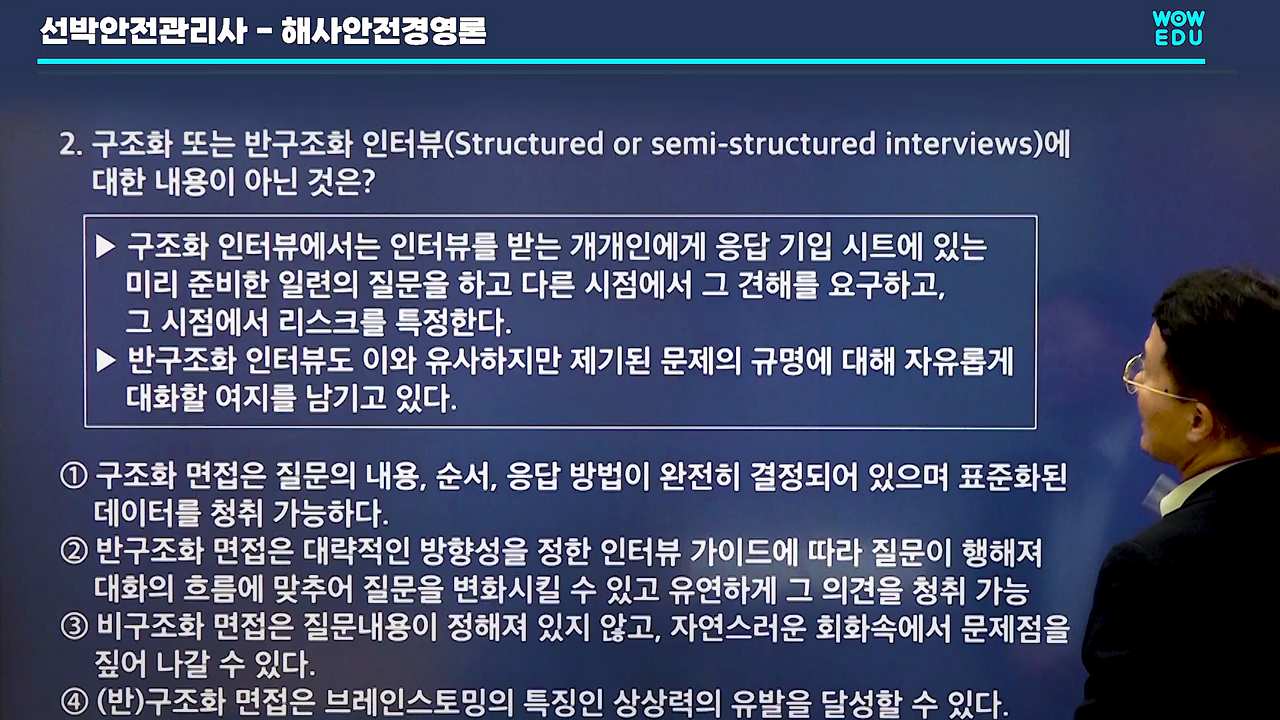 선박안전관리사 - 해사안전경영론
WOW
EDU
2. 구조화 또는 반구조화 인터뷰(Structured or semi-structured interviews)에
대한 내용이 아닌 것은?
▶ 구조화 인터뷰에서는 인터뷰를 받는 개개인에게 응답 기입 시트에 있는
미리 준비한 일련의 질문을 하고 다른 시점에서 그 견해를 요구하고,
그 시점에서 리스크를 특정한다.
▶ 반구조화 인터뷰도 이와 유사하지만 제기된 문제의 규명에 대해 자유롭게
대화할 여지를 남기고 있다.
① 구조화 면접은 질문의 내용, 순서, 응답 방법이 완전히 결정되어 있으며 표준화된
데이터를 청취 가능하다.
② 반구조화 면접은 대략적인 방향성을 정한 인터뷰 가이드에 따라 질문이 행해져
대화의 흐름에 맞추어 질문을 변화시킬 수 있고 유연하게 그 의견을 청취 가능
③ 비구조화 면접은 질문내용이 정해져 있지 않고, 자연스러운 회화속에서 문제점을
짚어 나갈 수 있다.
④ (반)구조화 면접은 브레인스토밍의 특징인 상상력의 유발을 달성할 수 있다.